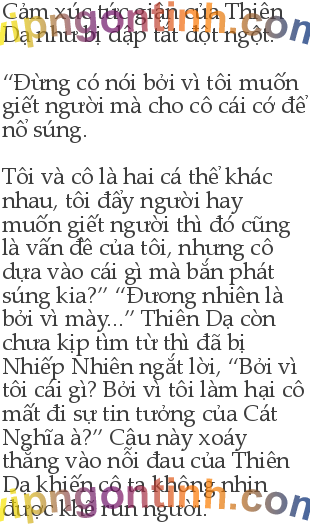 Cảm xúc tức giận của Thiên
Dạ như bị dập tắt đột ngột.
“Đừng có nói bởi vì tôi muốn
giết người mà cho cô cái cớ để
nổ súng.
Tôi và cô là hai cá thể khác
nhau, tôi đẩy người hay
muốn giết người thì đó cũng
là vấn đề của tôi, nhưng cô
dựa vào cái gì mà bắn phát
súng kia?” “Đương nhiên là
bởi vì mày...” Thiên Dạ còn
chưa kịp tìm từ thì đã bị
Nhiếp Nhiên ngắt lời, “Bởi vì
tôi cái gì? Bởi vì tôi làm hại cô
mất đi sự tin tưởng của Cát
Nghĩa à?” Câu này xoáy
thẳng vào nỗi đau của Thiên
Dạ khiến cô ta không nhịn
được khẽ run người.
vipngontinh.com
vipngontinh.com